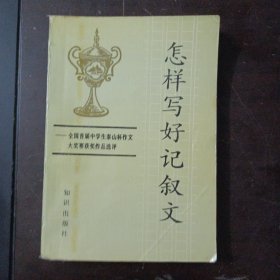 怎样写好记叙文
——全国首届中学生泰山杯作文
大奖赛获奖作品选评
知识出版社